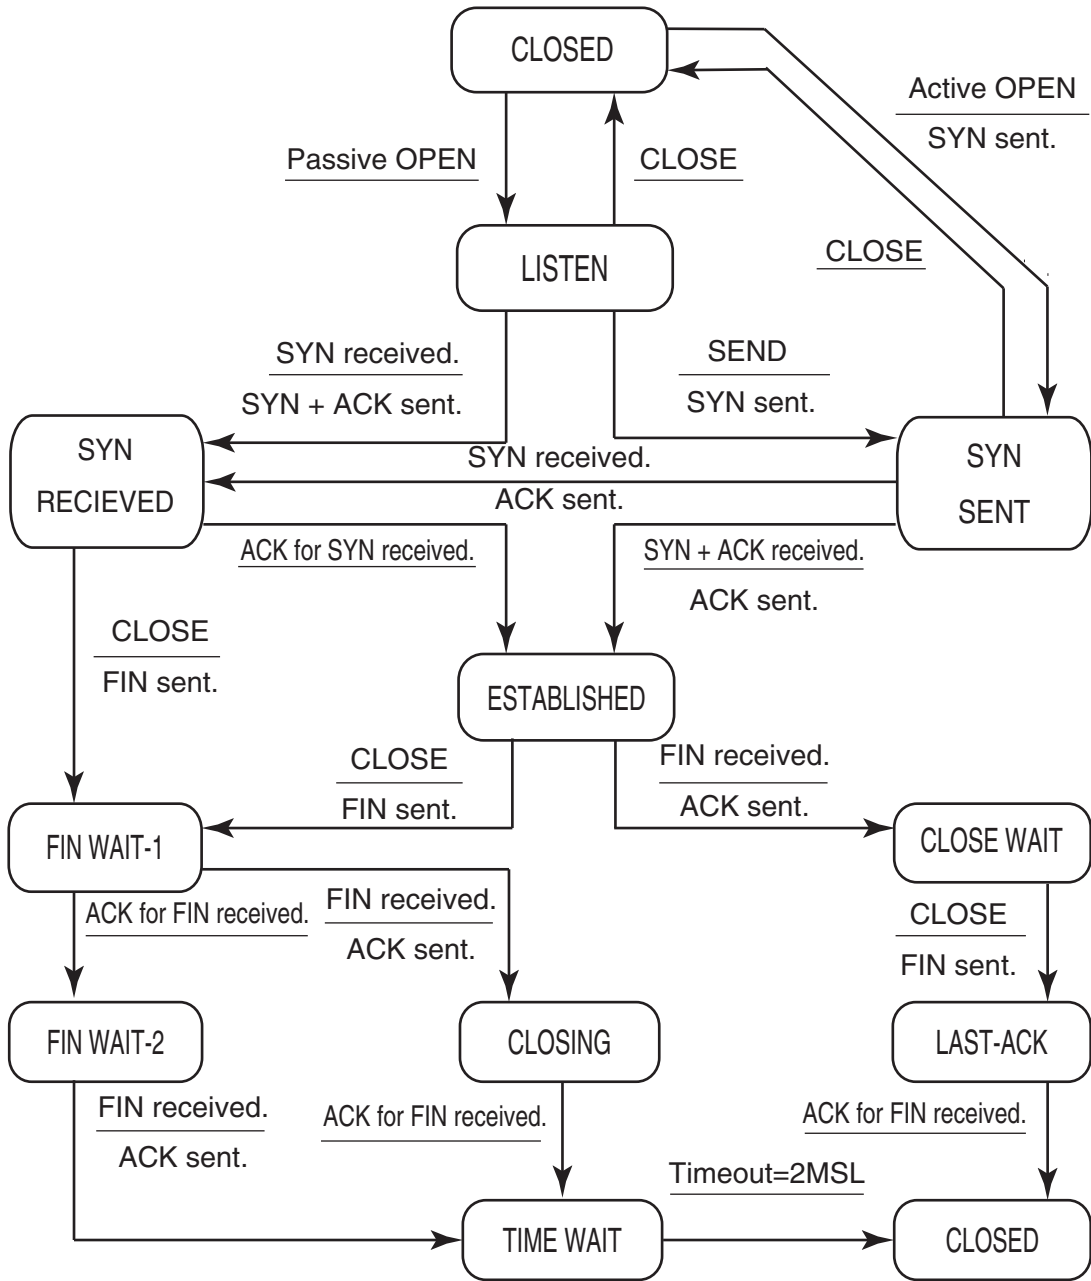 CLOSED
Active OPEN
SYN sent.
Passive OPEN
CLOSE
CLOSE
LISTEN
SYN received.
SYN + ACK sent.
SEND
SYN sent.
SYN
RECIEVED
SYN received.
ACK sent.
SYN
SENT
ACK for SYN received.
SYN + ACK received.
ACK sent.
CLOSE
FIN sent.
ESTABLISHED
CLOSE
FIN sent.
FIN received.
ACK sent.
FIN WAIT-1
CLOSE WAIT
ACK for FIN received.
FIN received.
ACK sent.
CLOSE
FIN sent.
FIN WAIT-2
CLOSING
LAST-ACK
FIN received.
ACK sent.
ACK for FIN received.
ACK for FIN received.
Timeout=2MSL
TIME WAIT
CLOSED